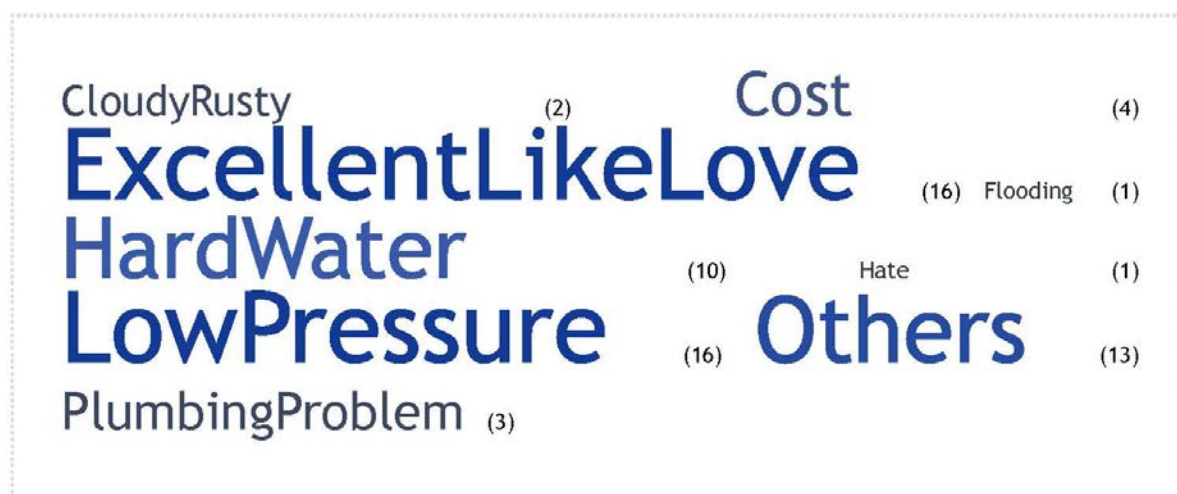 CloudyRusty (2) Cost (4)
ExcellentLikeLove (16) Flooding (1)
HardWater (10) Hate (1)
LowPressure (16) Others (13)
PlumbingProblem (3)